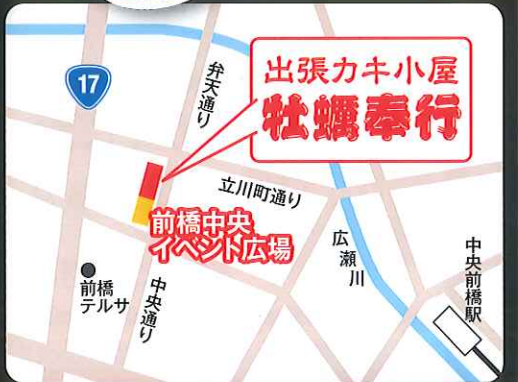 17
弁天通り
出張カキ小屋
牡蠣奉行
立川町通り
前橋中央
イベント広場
広瀬川
中央前橋駅
前橋
テルサ
中央通り